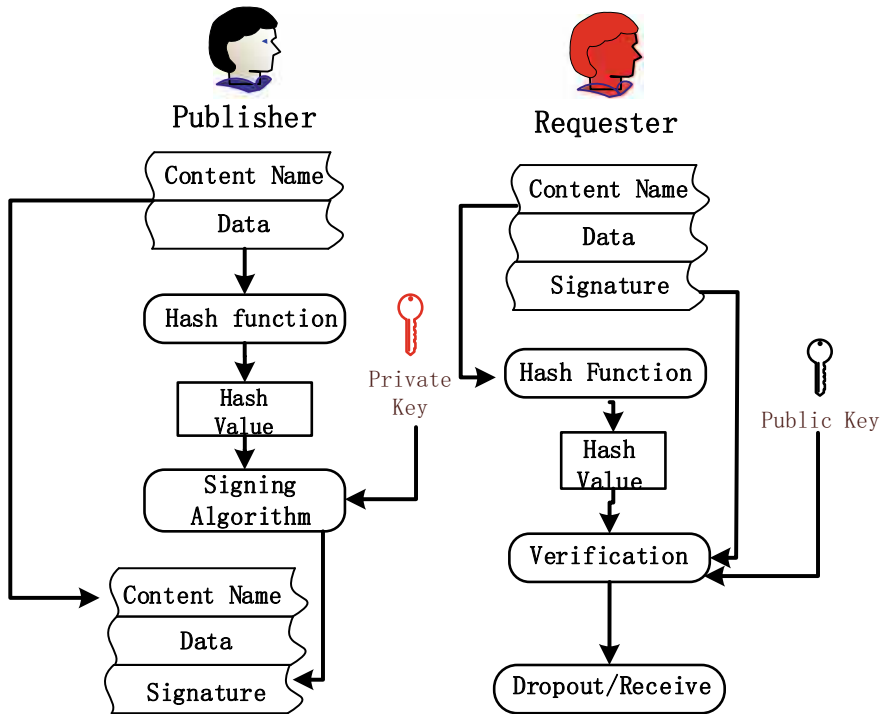 Publisher
Content Name
Data
Hash function
Hash
Value
Signing
Algorithm
Private
Key
Content Name
Data
Signature
Requester
Content Name
Data
Signature
Hash Function
Hash
Value
Public Key
Verification
Dropout/Receive